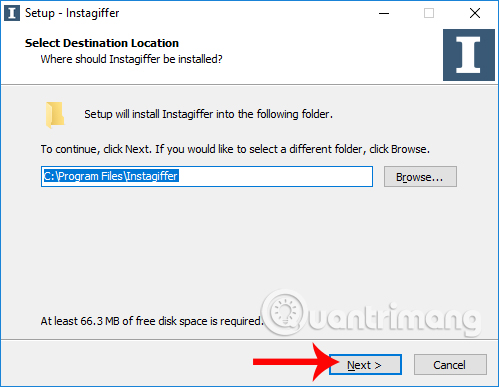 Setup - Instagiffer
Select Destination Location
Where should Instagiffer be installed?
I
Setup will install Instagiffer into the following folder.
To continue, click Next. If you would like to select a different folder, click Browse.
C:\Program Files\Instagiffer
Browse...
At least 66.3 MB of free disk space is required.
Quantrimang
Next >
Cancel